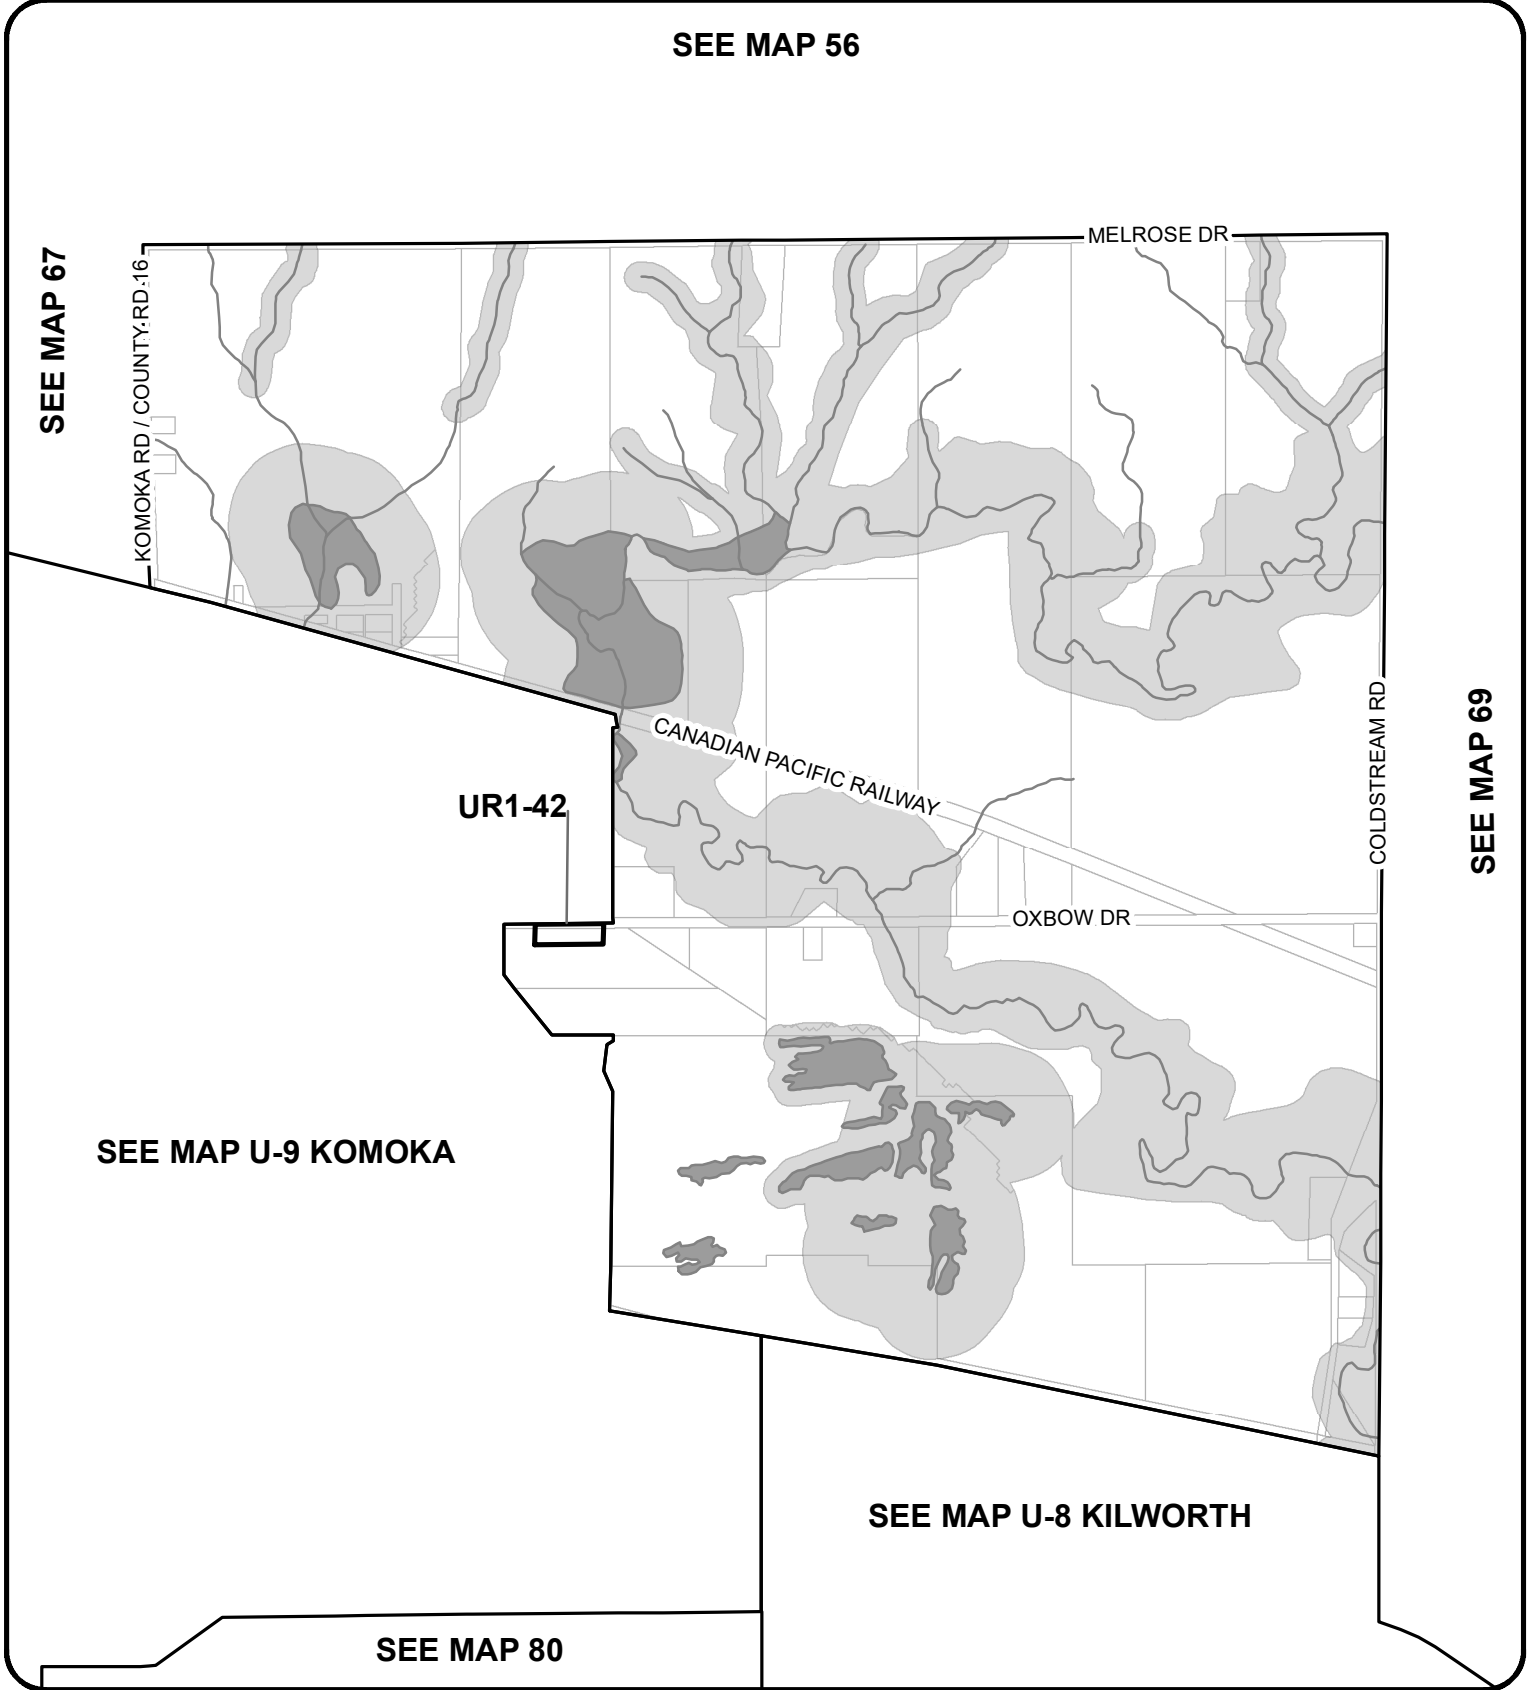 SEE MAP 56
MELROSE DR
SEE MAP 67
KOMOKA RD / COUNTY RD 16
CANADIAN PACIFIC RAILWAY
COLDSTREAM RD
SEE MAP 69
UR1-42
OXBOW DR
SEE MAP U-9 KOMOKA
SEE MAP U-8 KILWORTH
SEE MAP 80